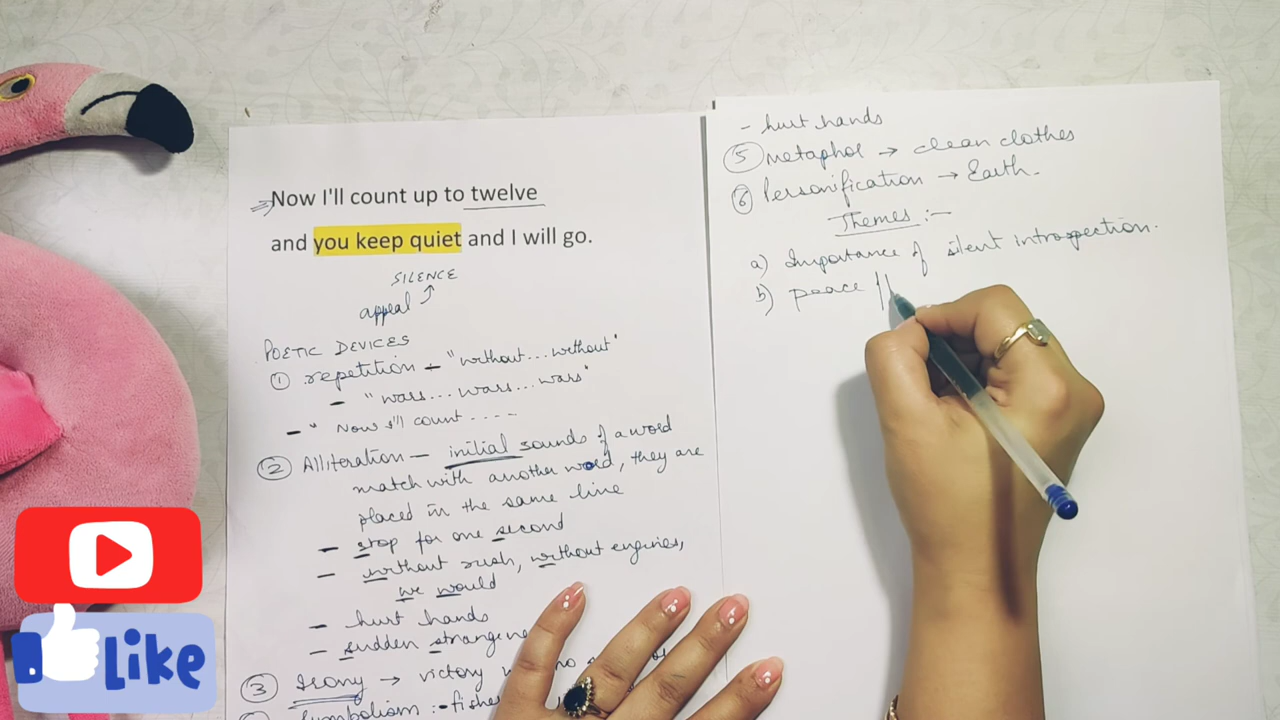 Now I'll count up to twelve
and you keep quiet and I will go.
SILENCE
appeal
POETIC DEVICES
① repetition - "without...without"
- "wars... wars... wars"
- " Now I'll count ....
② Alliteration - initial sounds of a word
match with another word, they are
placed in the same line
- stop for one second
- without rush, without engines,
we would
- hurt hands
- sudden
③ Irony → victory
Symbolism :-
- hurt hands
⑤ metaphor → clean clothes
⑥ Personification → Earth.
Themes :-
a) Importance of silent introspection.
b) peace
Like